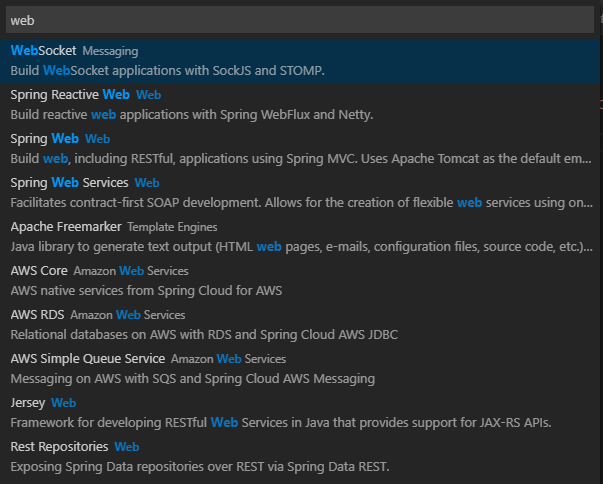 web
WebSocket Messaging
Build WebSocket applications with SockJS and STOMP.
Spring Reactive Web Web
Build reactive web applications with Spring WebFlux and Netty.
Spring Web Web
Build web, including RESTful, applications using Spring MVC. Uses Apache Tomcat as the default em...
Spring Web Services Web
Facilitates contract-first SOAP development. Allows for the creation of flexible web services using on...
Apache Freemarker Template Engines
Java library to generate text output (HTML web pages, e-mails, configuration files, source code, etc.)...
AWS Core Amazon Web Services
AWS native services from Spring Cloud for AWS
AWS RDS Amazon Web Services
Relational databases on AWS with RDS and Spring Cloud AWS JDBC
AWS Simple Queue Service Amazon Web Services
Messaging on AWS with SQS and Spring Cloud AWS Messaging
Jersey Web
Framework for developing RESTful Web Services in Java that provides support for JAX-RS APIs.
Rest Repositories Web
Exposing Spring Data repositories over REST via Spring Data REST.